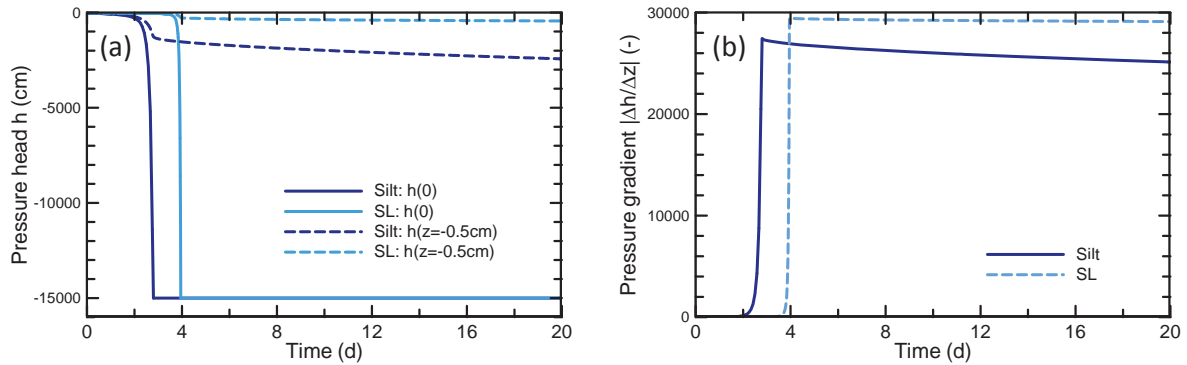 (a)
Pressure head h (cm)
0
-5000
-10000
-15000
Silt: h(0)
SL: h(0)
Silt: h(z=-0.5cm)
SL: h(z=-0.5cm)
0 4 8 12 16 20
Time (d)
(b)
Pressure gradient |Δh/Δz| (-)
30000
20000
10000
0
Silt
SL
0 4 8 12 16 20
Time (d)